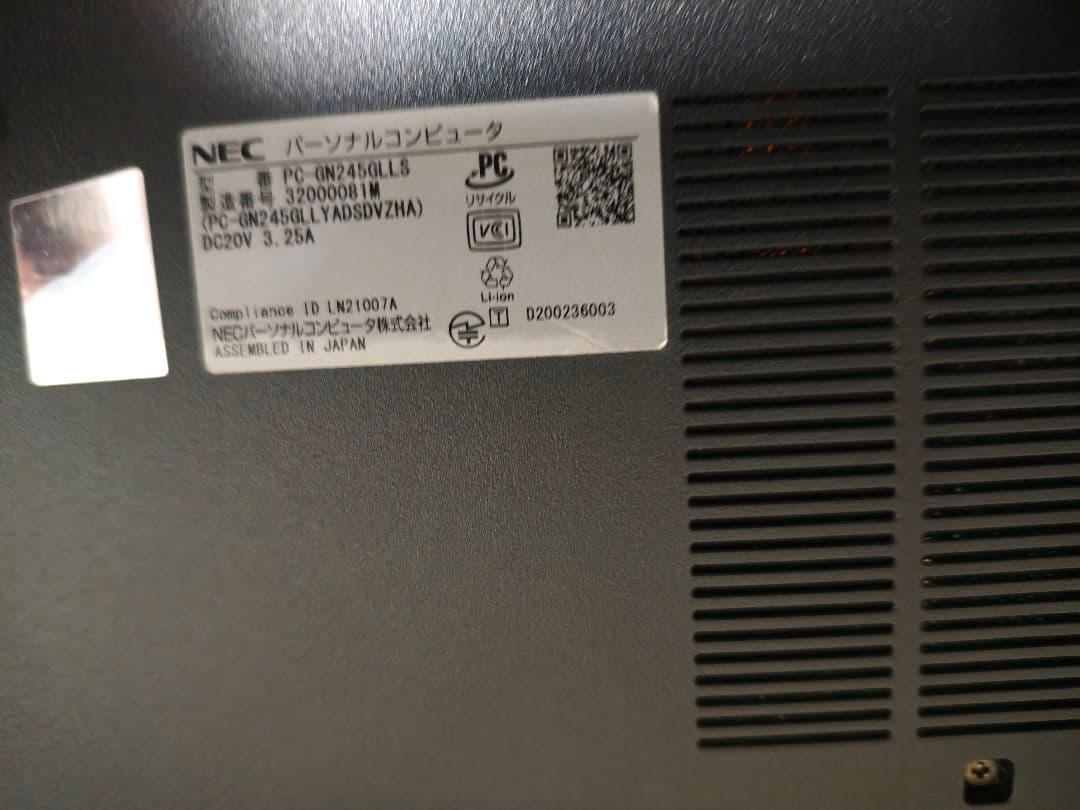 NEC パーソナルコンピュータ
型 番 PC-GN245GLLS
製造番号 32000081M
(PC-GN245GLLYADSDVZHA)
DC20V 3.25A
PC
リサイクル
VCCI
Li-ion
Compliance ID LN21007A
NECパーソナルコンピュータ株式会社
ASSEMBLED IN JAPAN
T D200236003